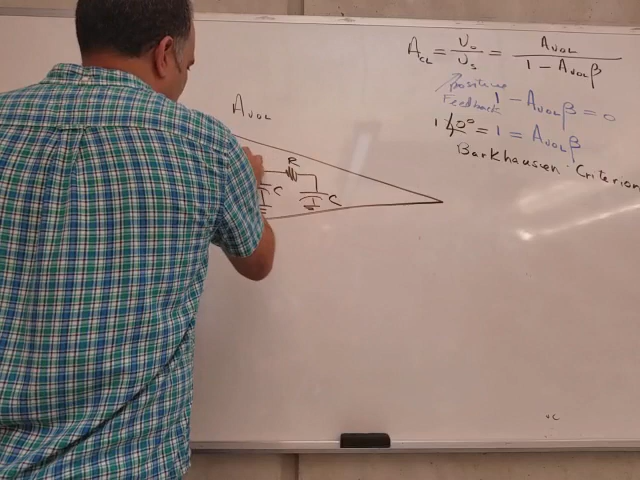 A_CL = V_o / V_s = A_VOL / (1 - A_VOL β)
Positive
Feedback
1 - A_VOL β = 0
1 ∠0° = 1 = A_VOL β
Barkhausen Criterion
A_VOL
R
C
C